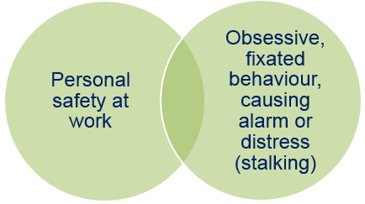 Personal
safety at
work
Obsessive,
fixated
behaviour,
causing
alarm or
distress
(stalking)